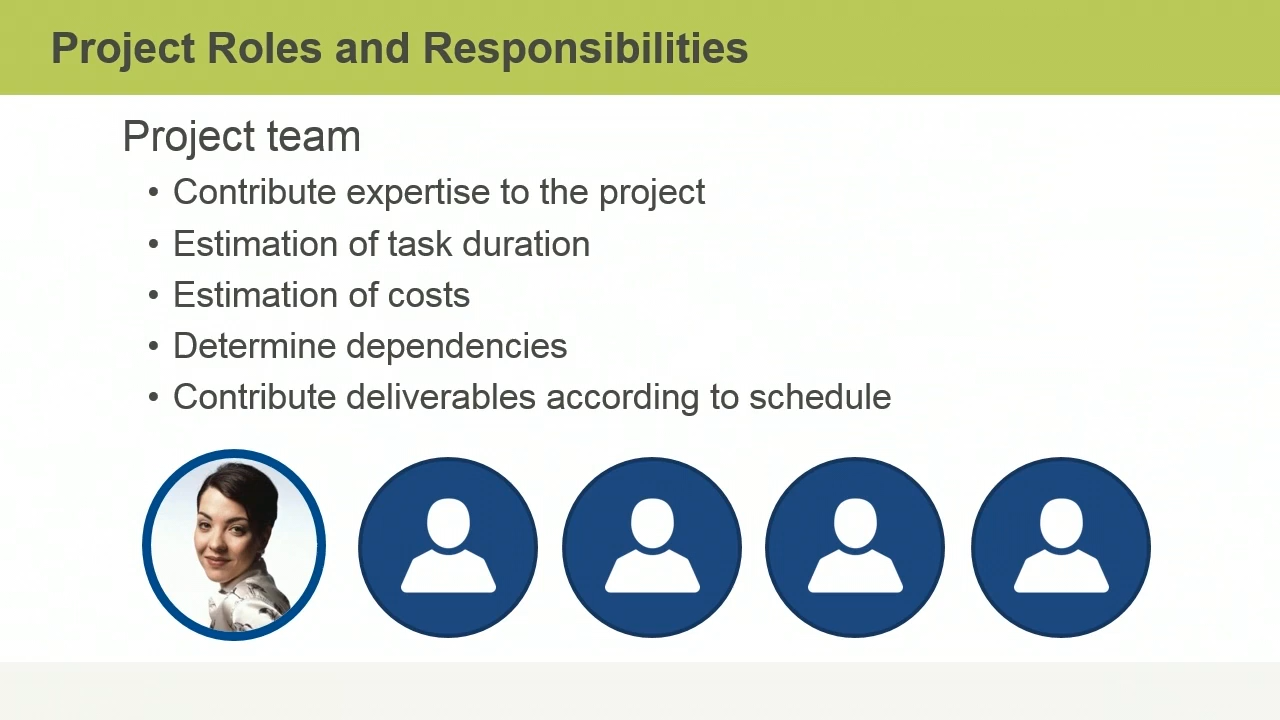 Project Roles and Responsibilities
Project team
• Contribute expertise to the project
• Estimation of task duration
• Estimation of costs
• Determine dependencies
• Contribute deliverables according to schedule